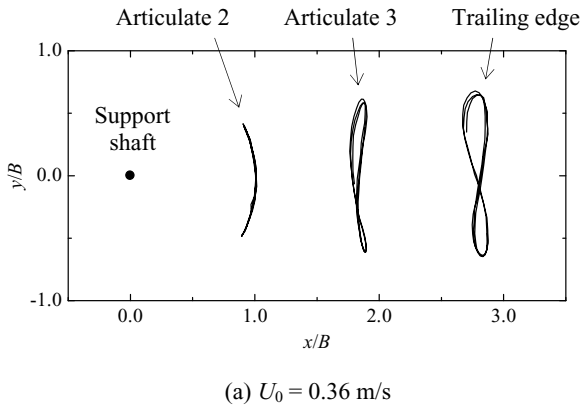 Articulate 2 Articulate 3 Trailing edge
1.0
Support
shaft
0.0
y/B
-1.0
0.0 1.0 2.0 3.0
x/B
(a) U0 = 0.36 m/s